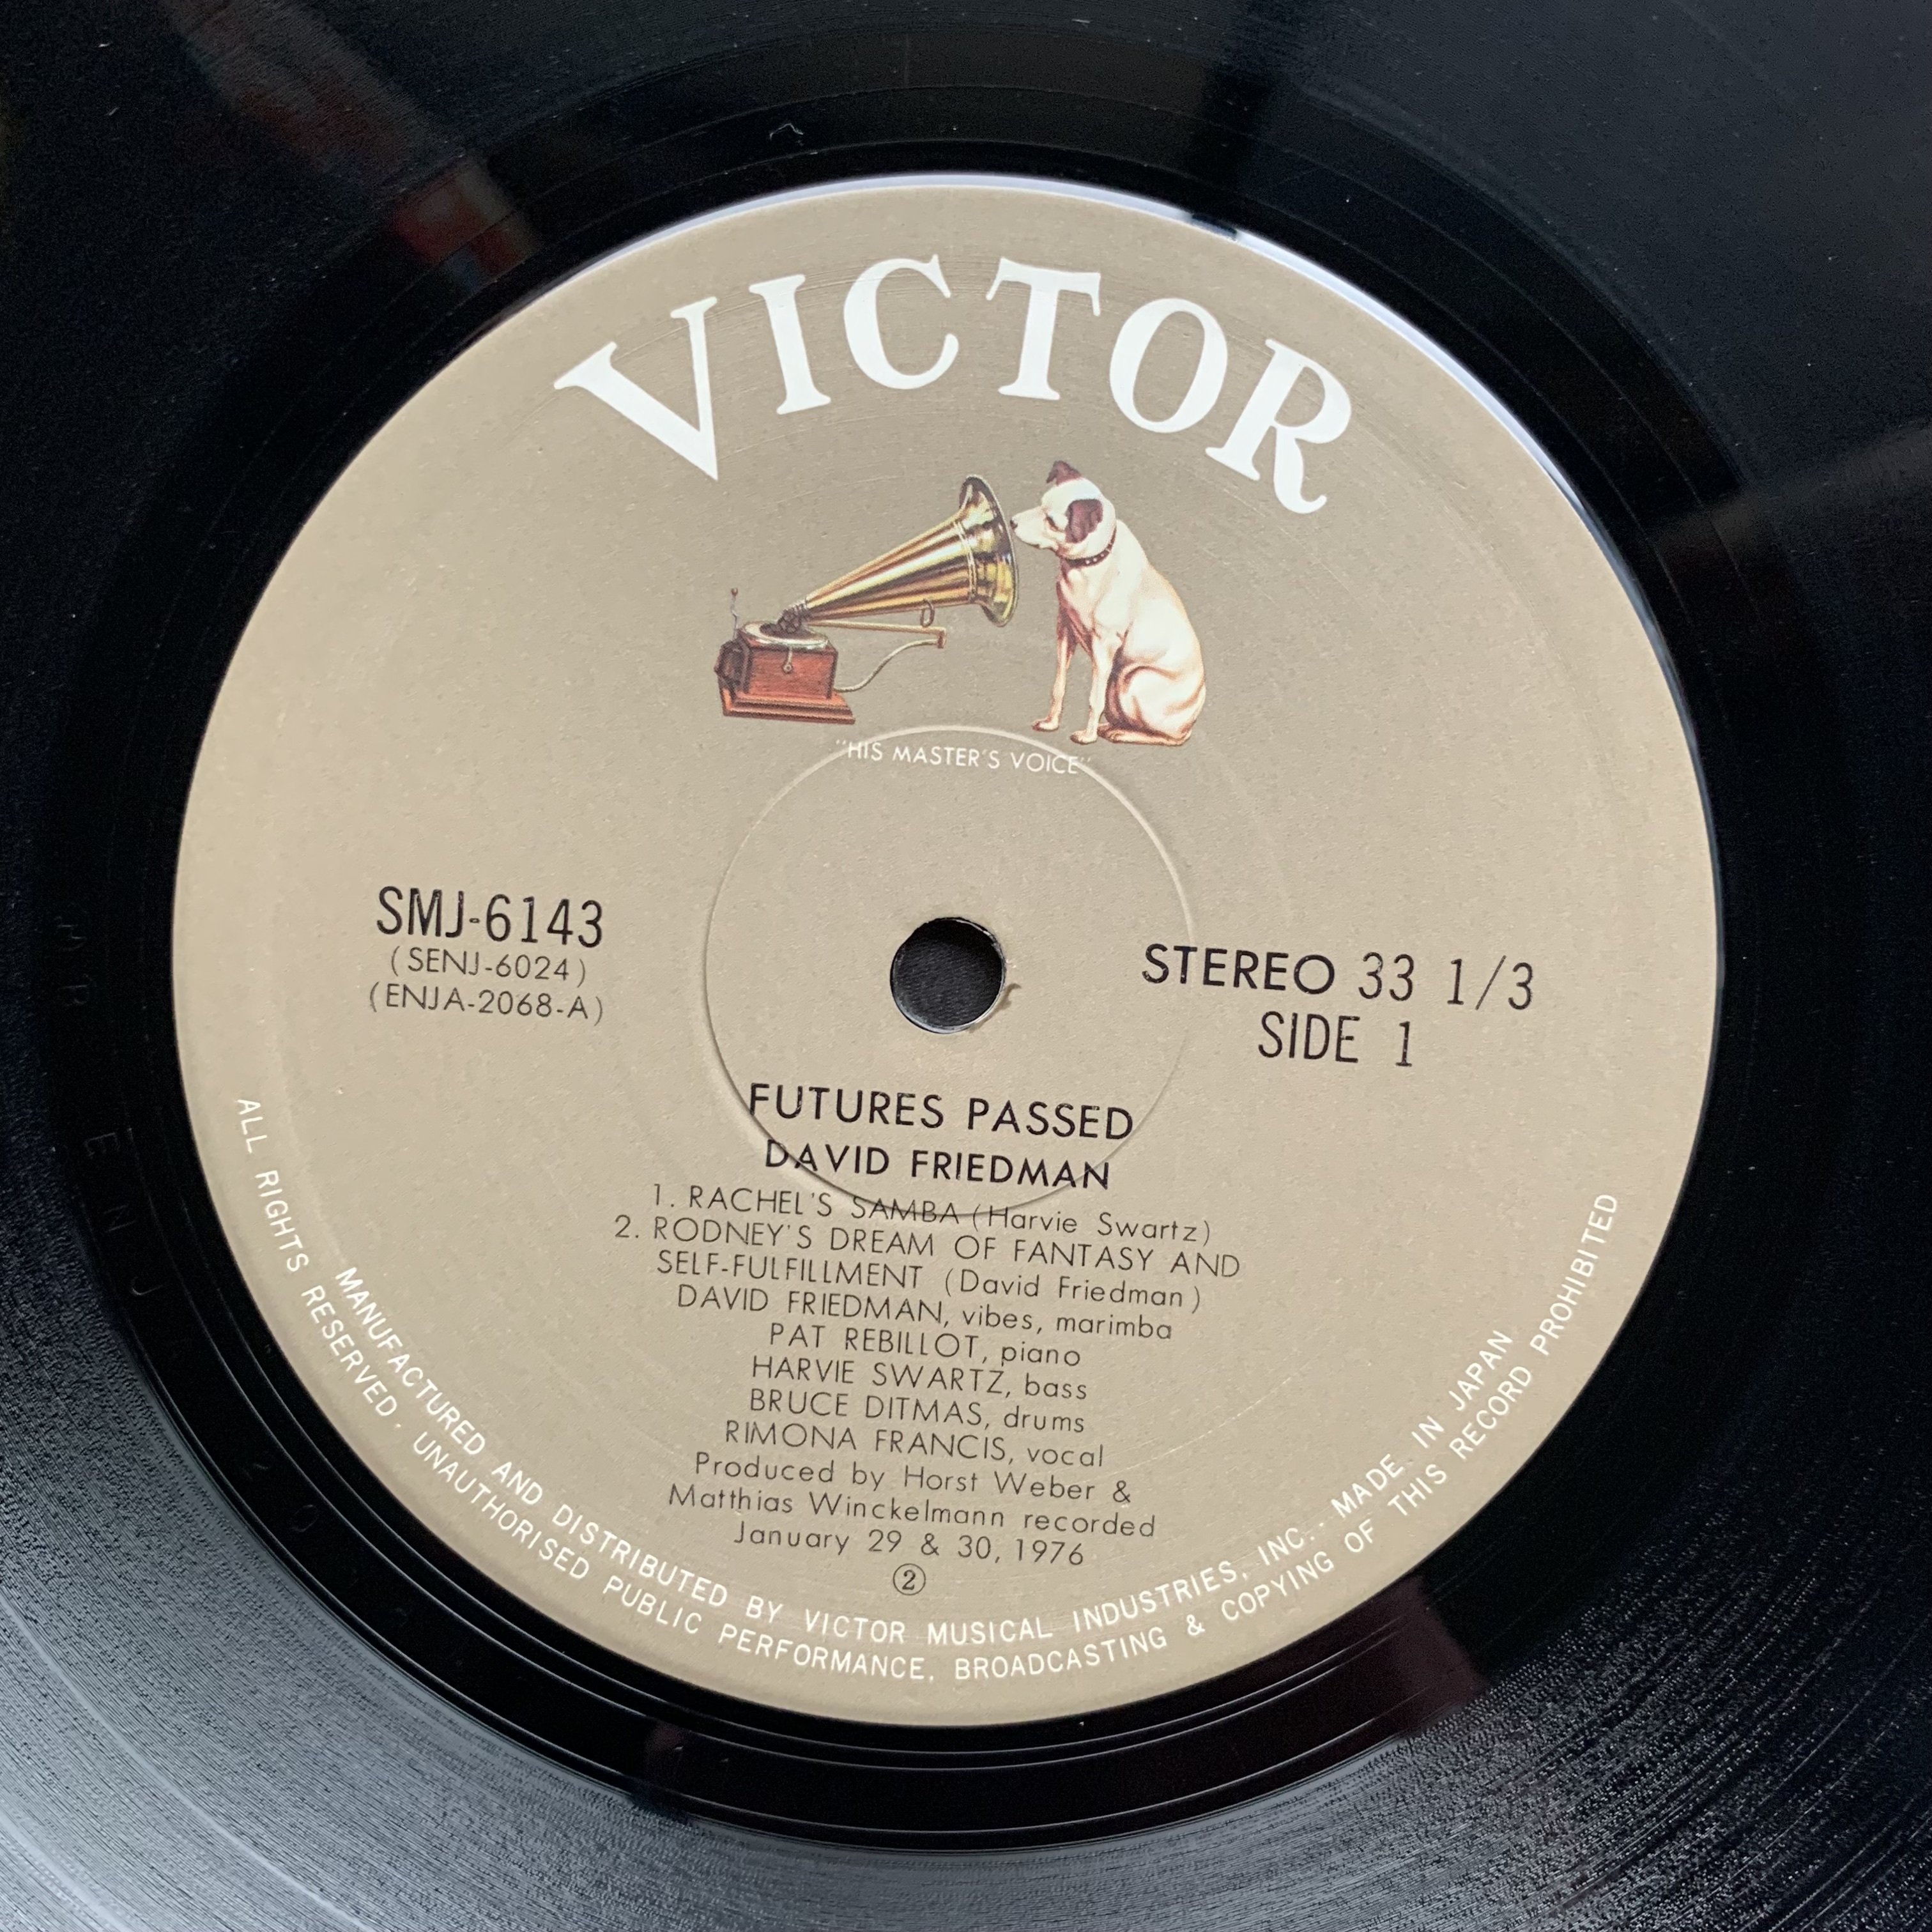 VICTOR
"HIS MASTER'S VOICE"
SMJ-6143
(SENJ-6024)
(ENJA-2068-A)
STEREO 33 1/3
SIDE 1
FUTURES PASSED
DAVID FRIEDMAN
1. RACHEL'S SAMBA (Harvie Swartz)
2. RODNEY'S DREAM OF FANTASY AND
SELF-FULFILLMENT (David Friedman)
DAVID FRIEDMAN, vibes, marimba
PAT REBILLOT, piano
HARVIE SWARTZ, bass
BRUCE DITMAS, drums
RIMONA FRANCIS, vocal
Produced by Horst Weber &
Matthias Winckelmann recorded
January 29 & 30, 1976
②
MANUFACTURED AND DISTRIBUTED BY VICTOR MUSICAL INDUSTRIES, INC.. MADE IN JAPAN
ALL RIGHTS RESERVED. UNAUTHORISED PUBLIC PERFORMANCE, BROADCASTING & COPYING OF THIS RECORD PROHIBITED